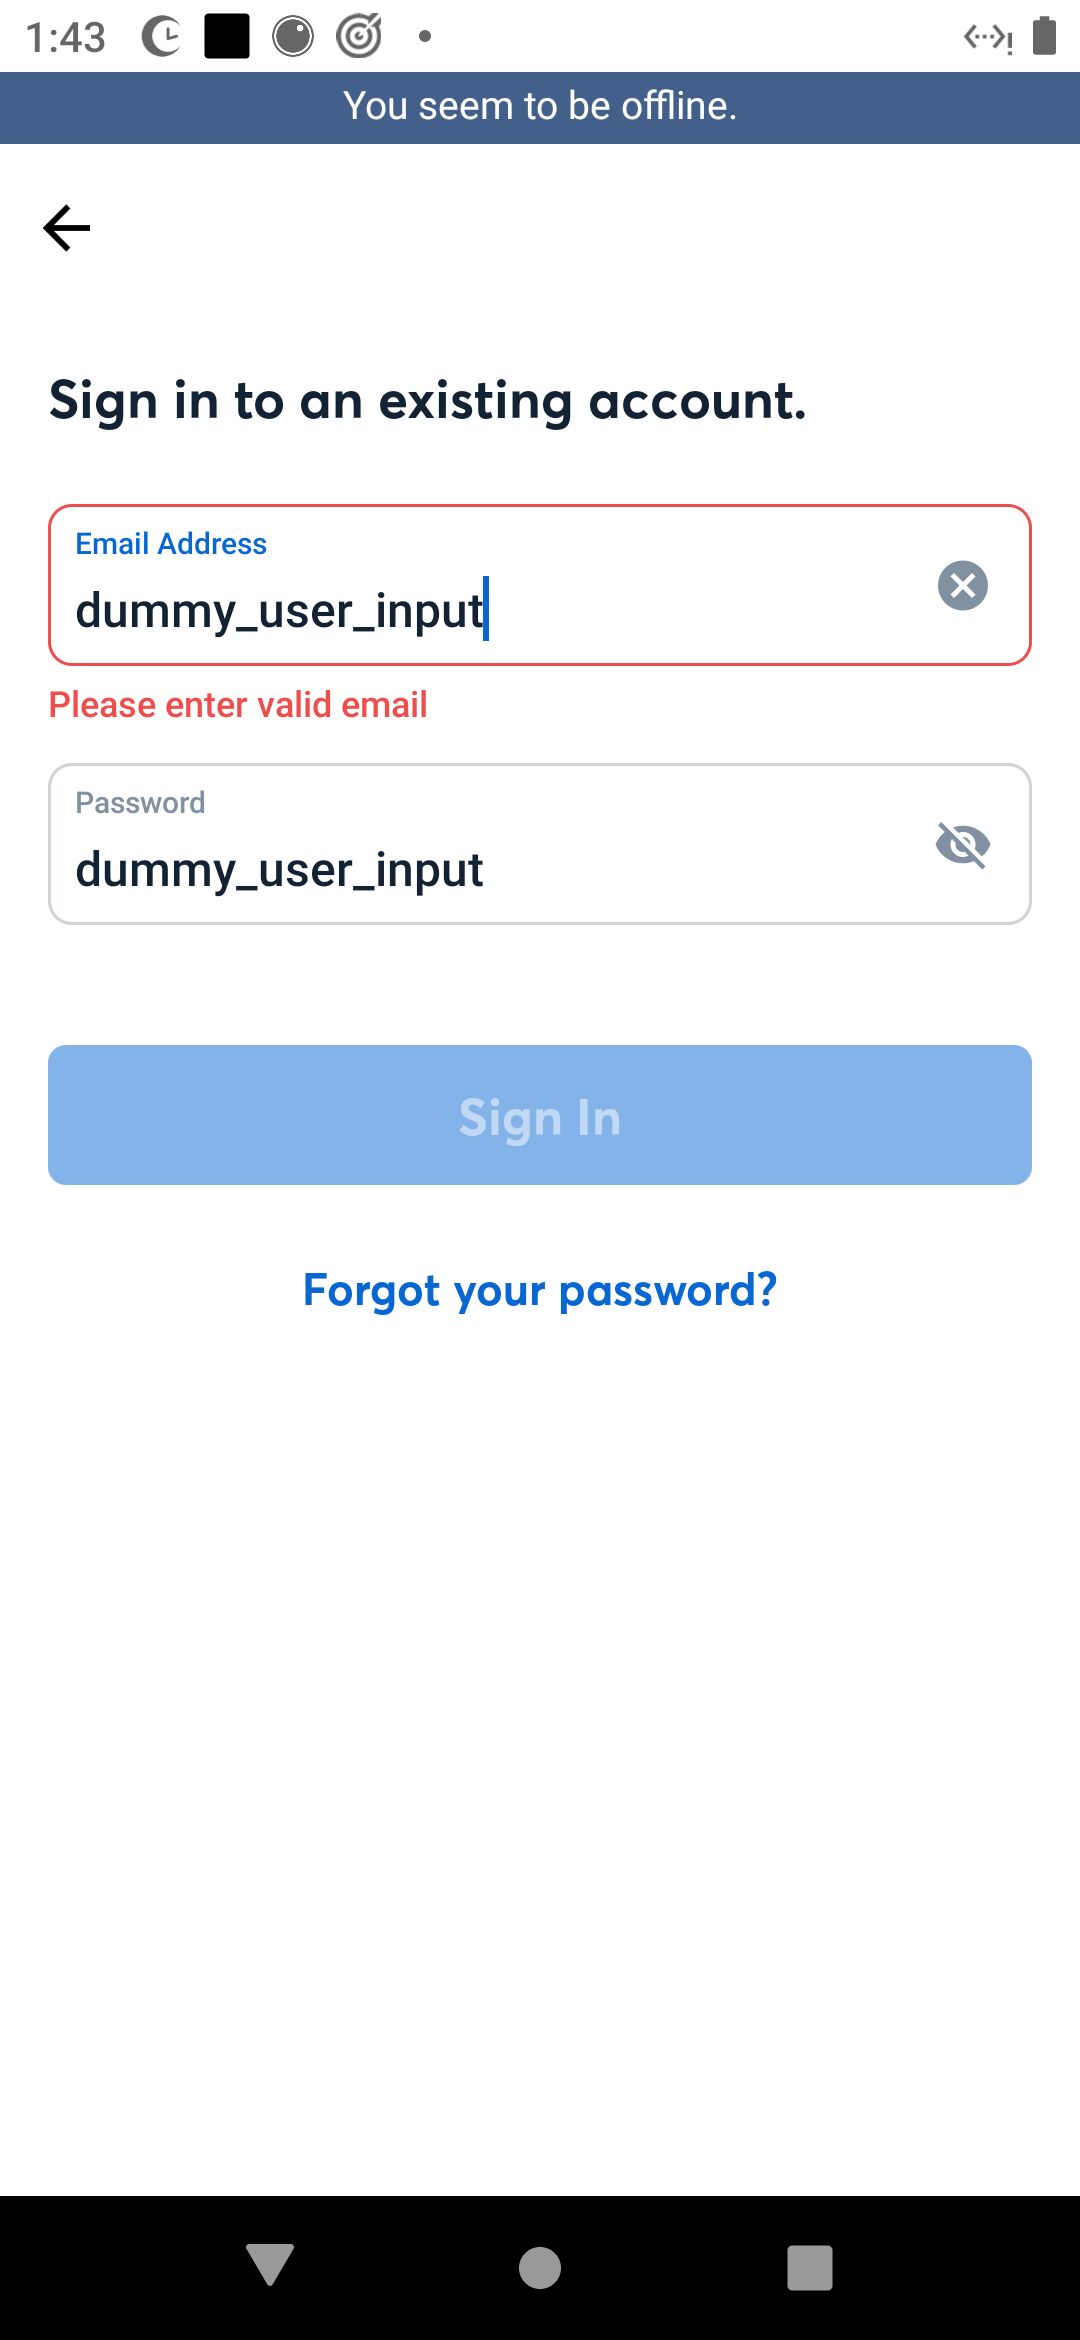 1:43
You seem to be offline.
Sign in to an existing account.
Email Address
dummy_user_input
Please enter valid email
Password
dummy_user_input
Sign In
Forgot your password?